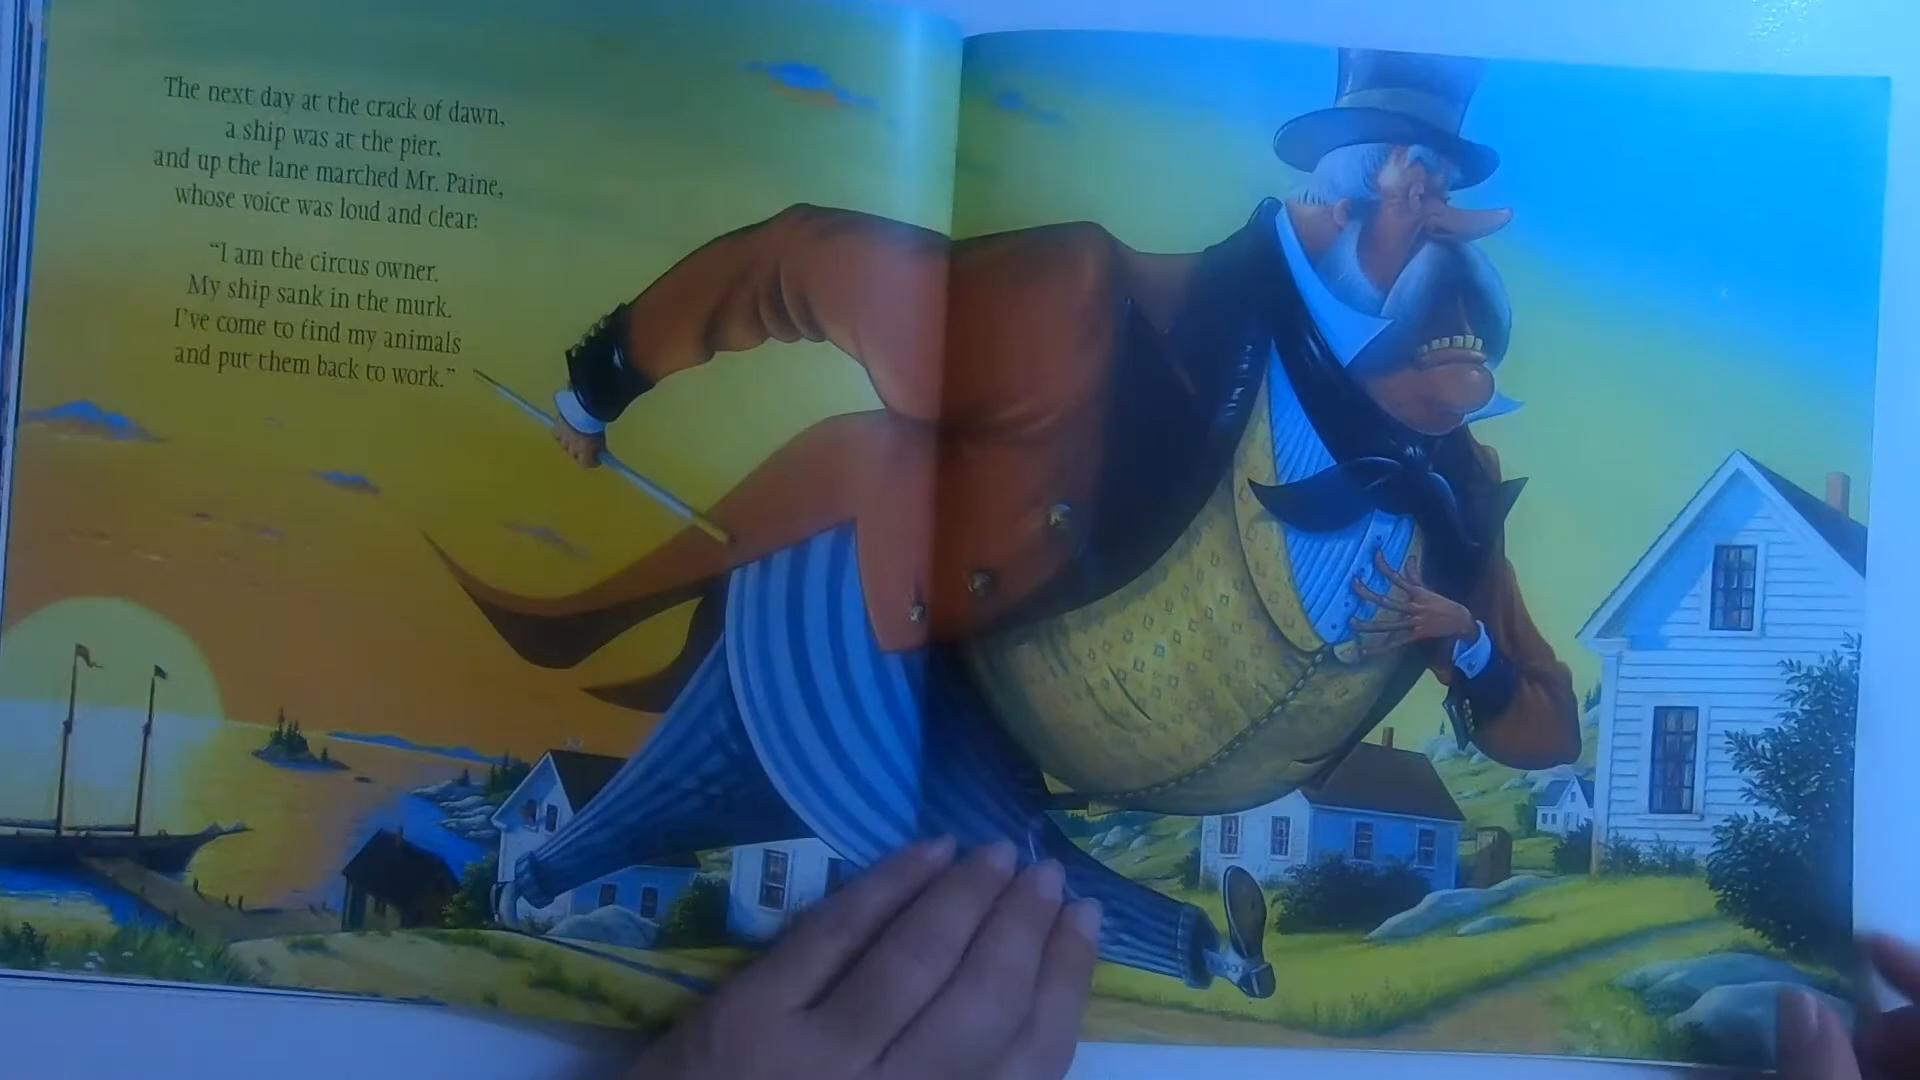 The next day at the crack of dawn,
a ship was at the pier,
and up the lane marched Mr. Paine,
whose voice was loud and clear:
“I am the circus owner.
My ship sank in the murk.
I’ve come to find my animals
and put them back to work.”